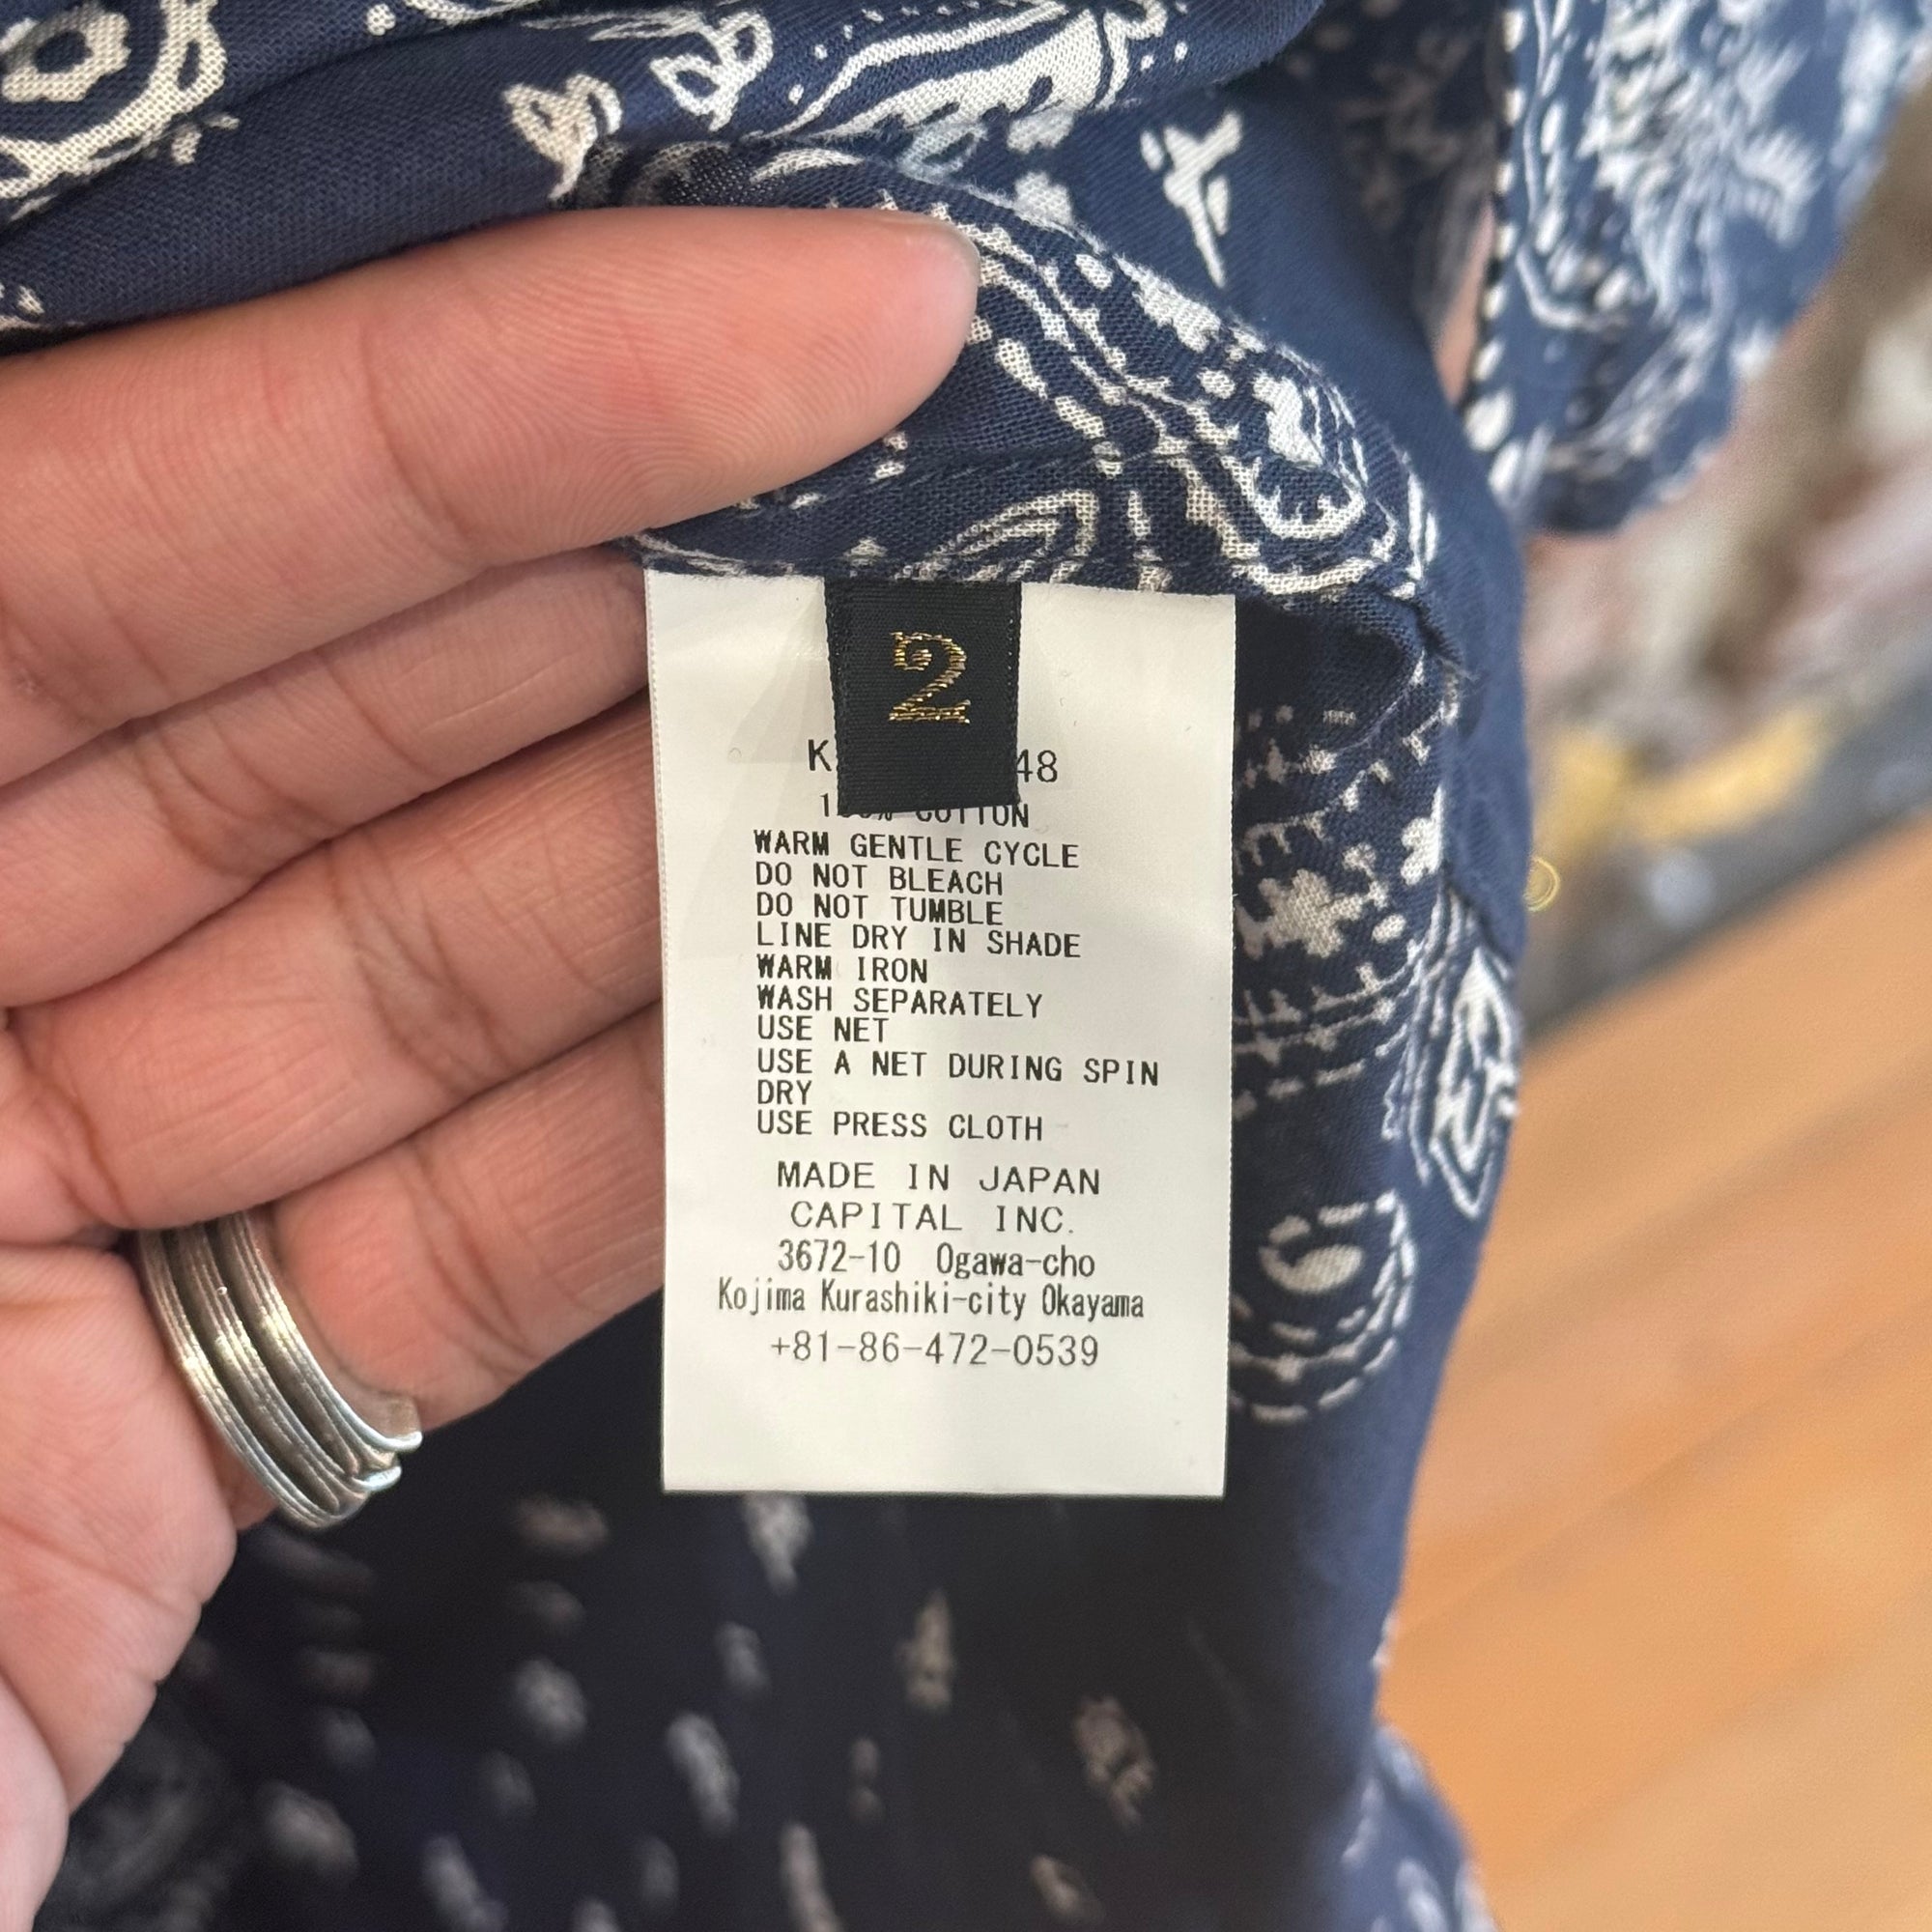 2
WARM GENTLE CYCLE
DO NOT BLEACH
DO NOT TUMBLE
LINE DRY IN SHADE
WARM IRON
WASH SEPARATELY
USE NET
USE A NET DURING SPIN
DRY
USE PRESS CLOTH
MADE IN JAPAN
CAPITAL INC.
3672-10 Ogawa-cho
Kojima Kurashiki-city Okayama
+81-86-472-0539